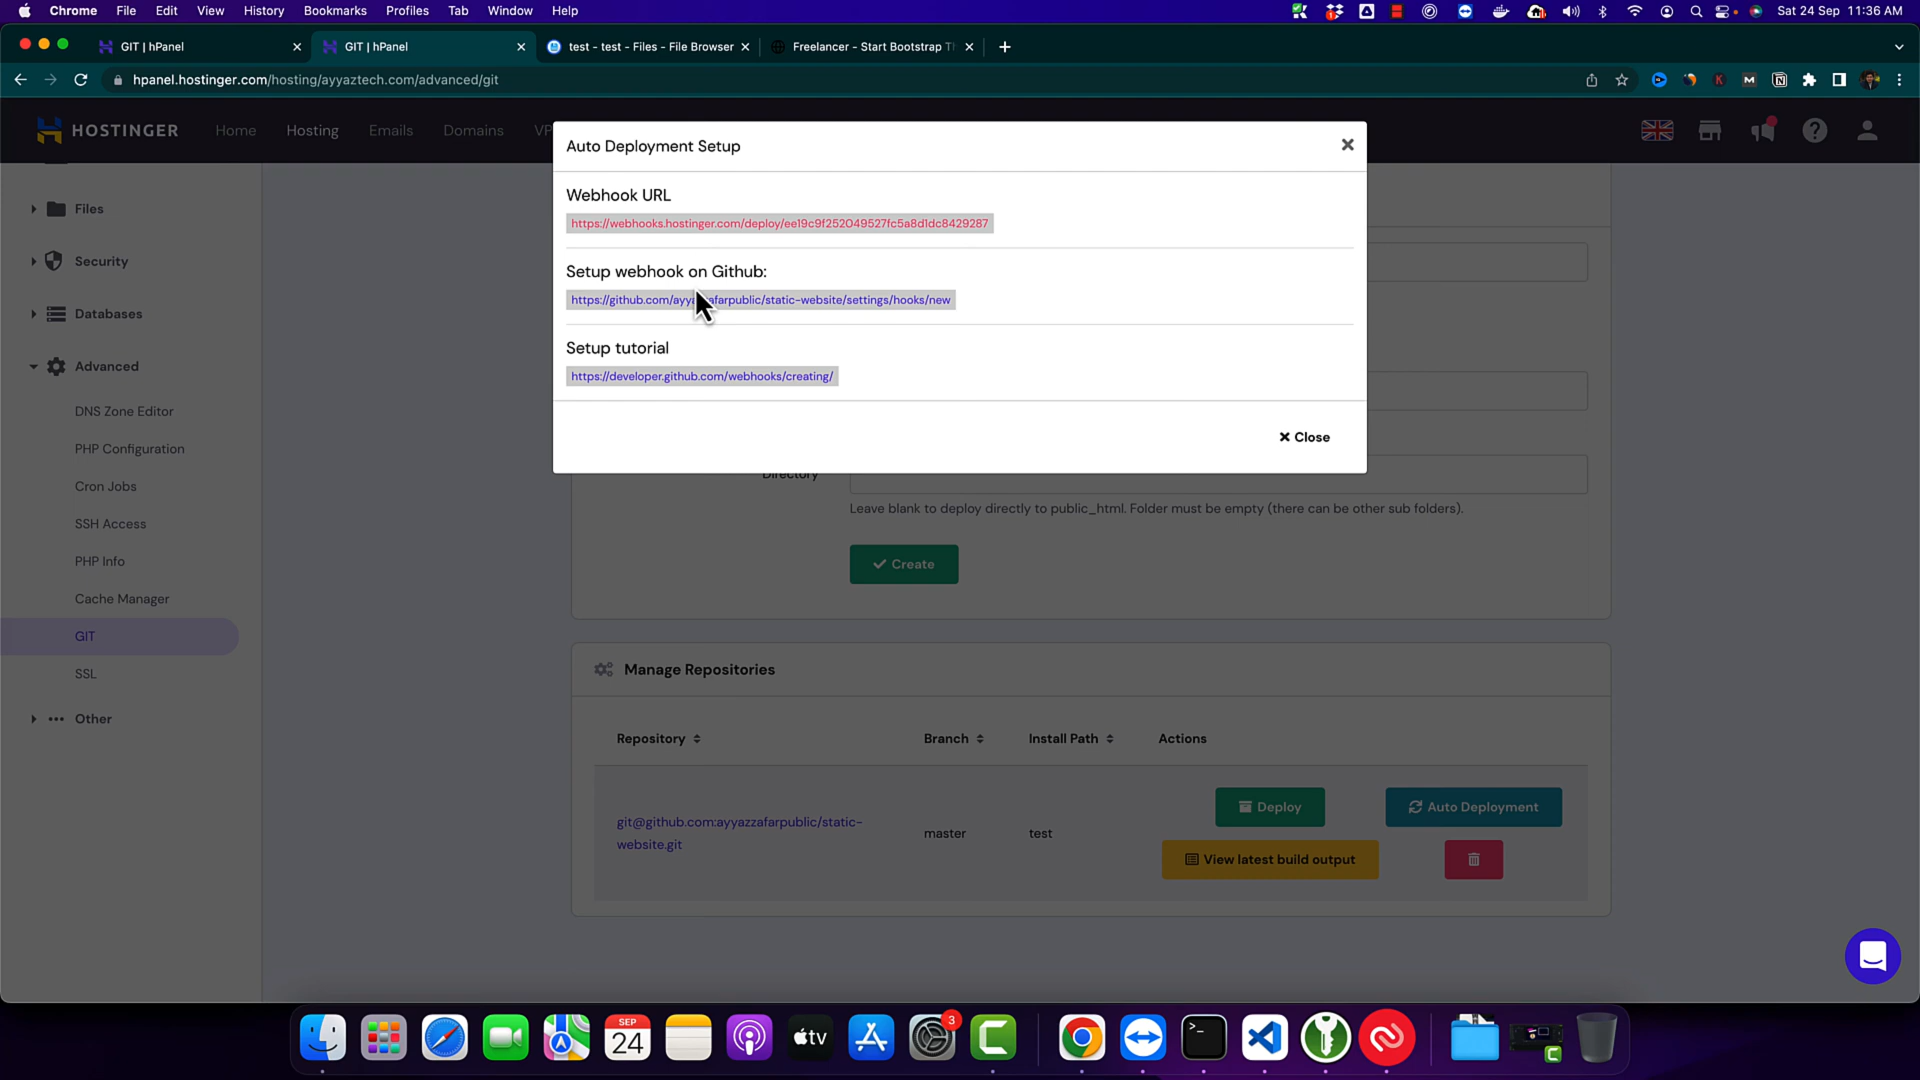 Chrome File Edit View History Bookmarks Profiles Tab Window Help
Sat 24 Sep 11:36 AM
GIT | hPanel
GIT | hPanel
test - test - Files - File Browser
Freelancer - Start Bootstrap Th
hpanel.hostinger.com/hosting/ayyaztech.com/advanced/git
HOSTINGER
Home Hosting Emails Domains VP
Auto Deployment Setup
Webhook URL
https://webhooks.hostinger.com/deploy/ee19c9f252049527fc5a8d1dc8429287
Setup webhook on Github:
https://github.com/ayyazzafarpublic/static-website/settings/hooks/new
Setup tutorial
https://developer.github.com/webhooks/creating/
Close
Files
Security
Databases
Advanced
DNS Zone Editor
PHP Configuration
Cron Jobs
SSH Access
PHP Info
Cache Manager
GIT
SSL
Other
Directory
Leave blank to deploy directly to public_html. Folder must be empty (there can be other sub folders).
Create
Manage Repositories
Repository Branch Install Path Actions
git@github.com:ayyazzafarpublic/static-
website.git
master
test
Deploy
Auto Deployment
View latest build output
SEP
24
tv
3